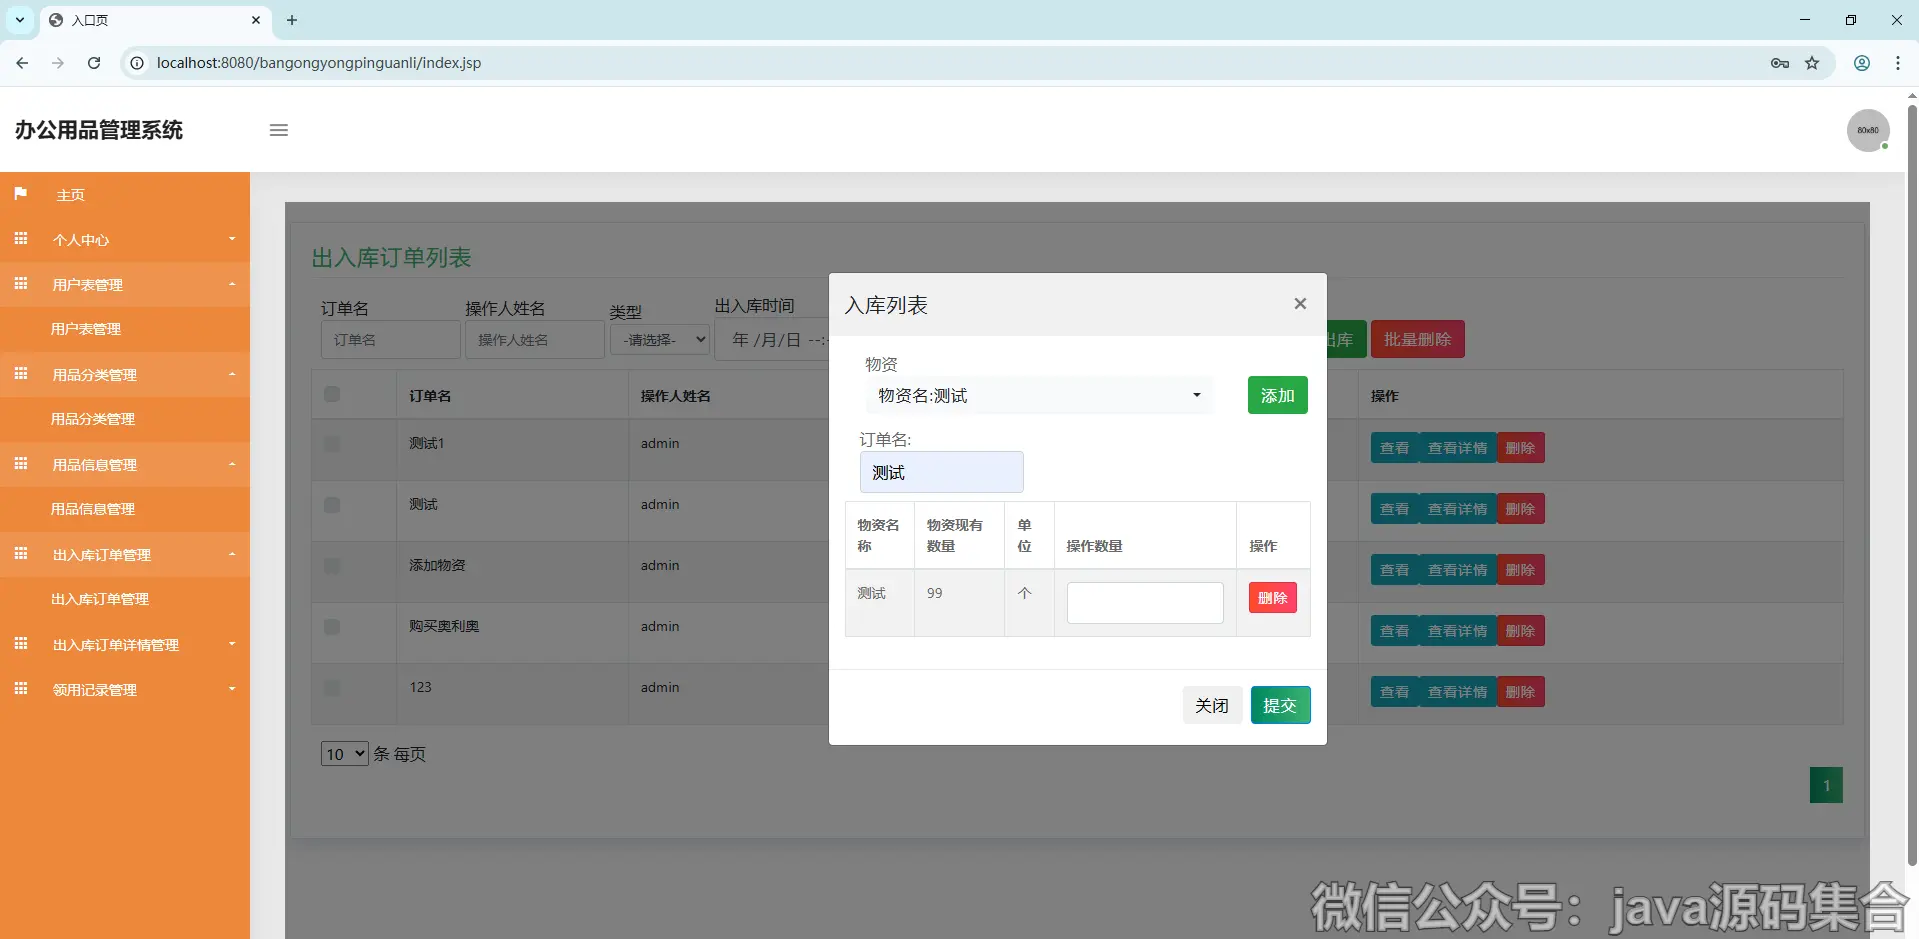 入口页
localhost:8080/bangongyongpinguanli/index.jsp
办公用品管理系统
80x80
主页
个人中心
用户表管理
用户表管理
用品分类管理
用品分类管理
用品信息管理
用品信息管理
出入库订单管理
出入库订单管理
出入库订单详情管理
领用记录管理
出入库订单列表
订单名 操作人姓名 类型 出入库时间
订单名 操作人姓名 -请选择- 年 /月/日 --:- 出库 批量删除
订单名 操作人姓名 操作
测试1 admin 查看 查看详情 删除
测试 admin 查看 查看详情 删除
添加物资 admin 查看 查看详情 删除
购买奥利奥 admin 查看 查看详情 删除
123 admin 查看 查看详情 删除
10 条 每页
1
入库列表
物资
物资名:测试 添加
订单名:
测试
物资名称 物资现有数量 单位 操作数量 操作
测试 99 个 删除
关闭 提交
微信公众号：java源码集合